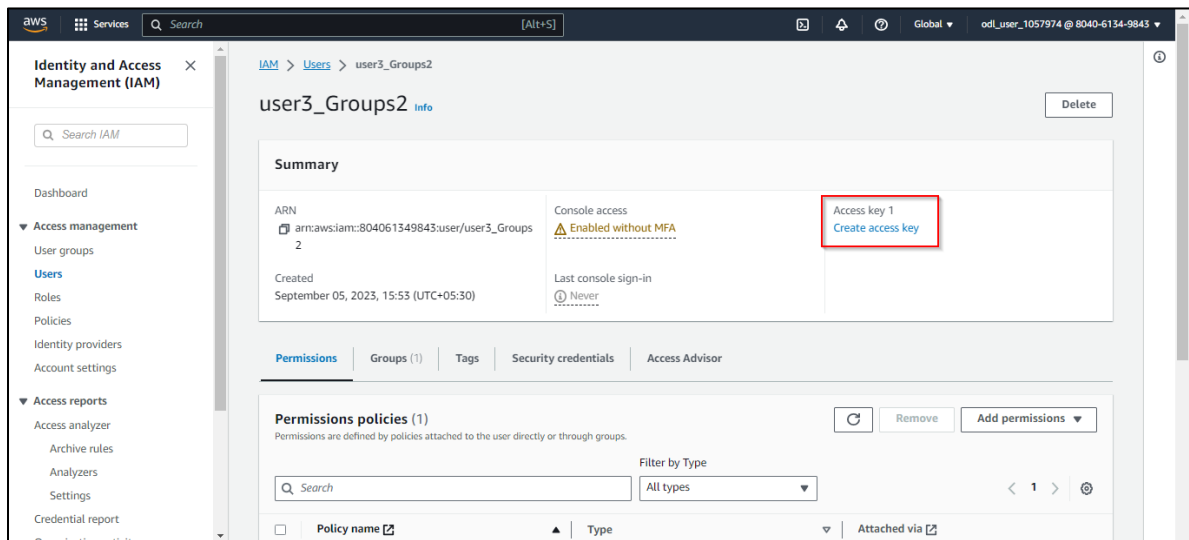 aws
Services
Search
[Alt+S]
Global
odl_user_1057974 @ 8040-6134-9843
Identity and Access
Management (IAM)
Search IAM
Dashboard
Access management
User groups
Users
Roles
Policies
Identity providers
Account settings
Access reports
Access analyzer
Archive rules
Analyzers
Settings
Credential report
IAM > Users > user3_Groups2
user3_Groups2 Info
Delete
Summary
ARN
arn:aws:iam::804061349843:user/user3_Groups
2
Created
September 05, 2023, 15:53 (UTC+05:30)
Console access
Enabled without MFA
Last console sign-in
Never
Access key 1
Create access key
Permissions
Groups (1)
Tags
Security credentials
Access Advisor
Permissions policies (1)
Permissions are defined by policies attached to the user directly or through groups.
Remove
Add permissions
Filter by Type
Search
All types
< 1 >
Policy name
Type
Attached via